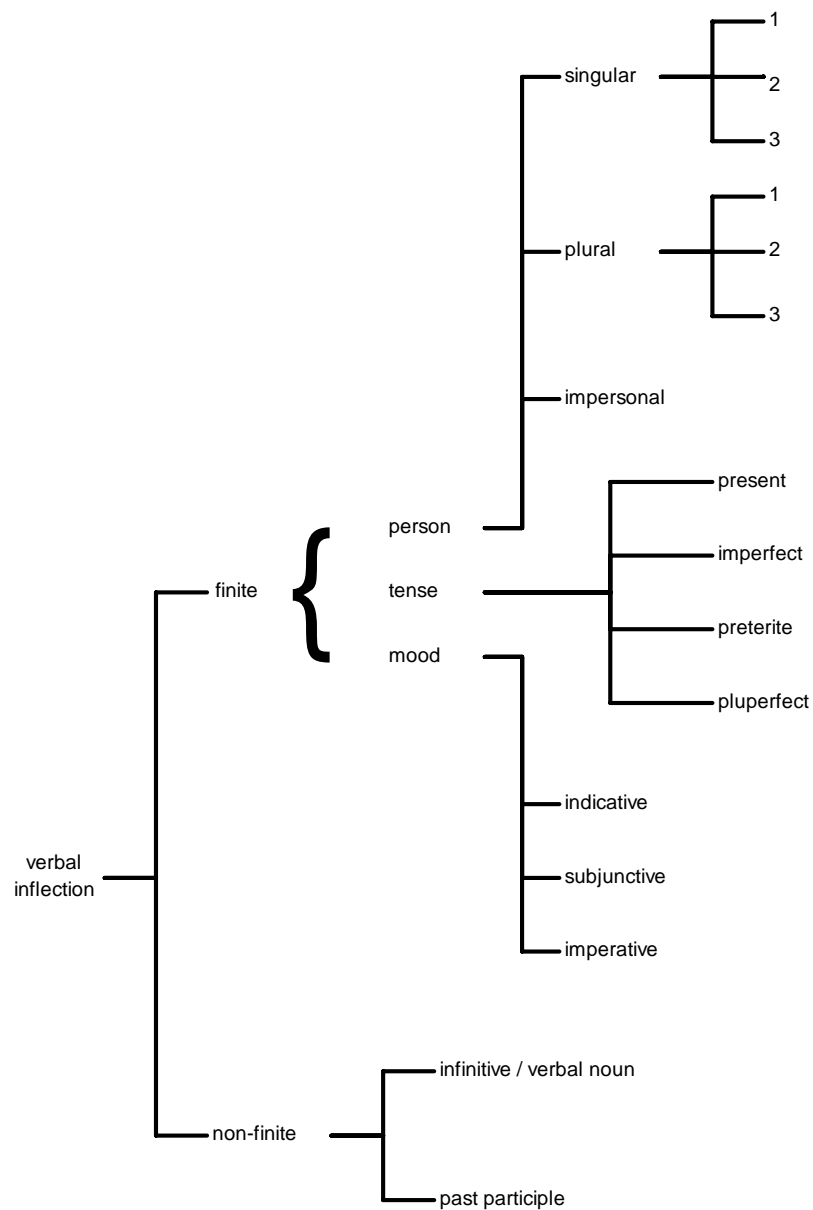 1
singular
2
3
1
plural
2
3
impersonal
present
person
imperfect
finite
{
tense
preterite
mood
pluperfect
indicative
verbal
inflection
subjunctive
imperative
infinitive / verbal noun
non-finite
past participle